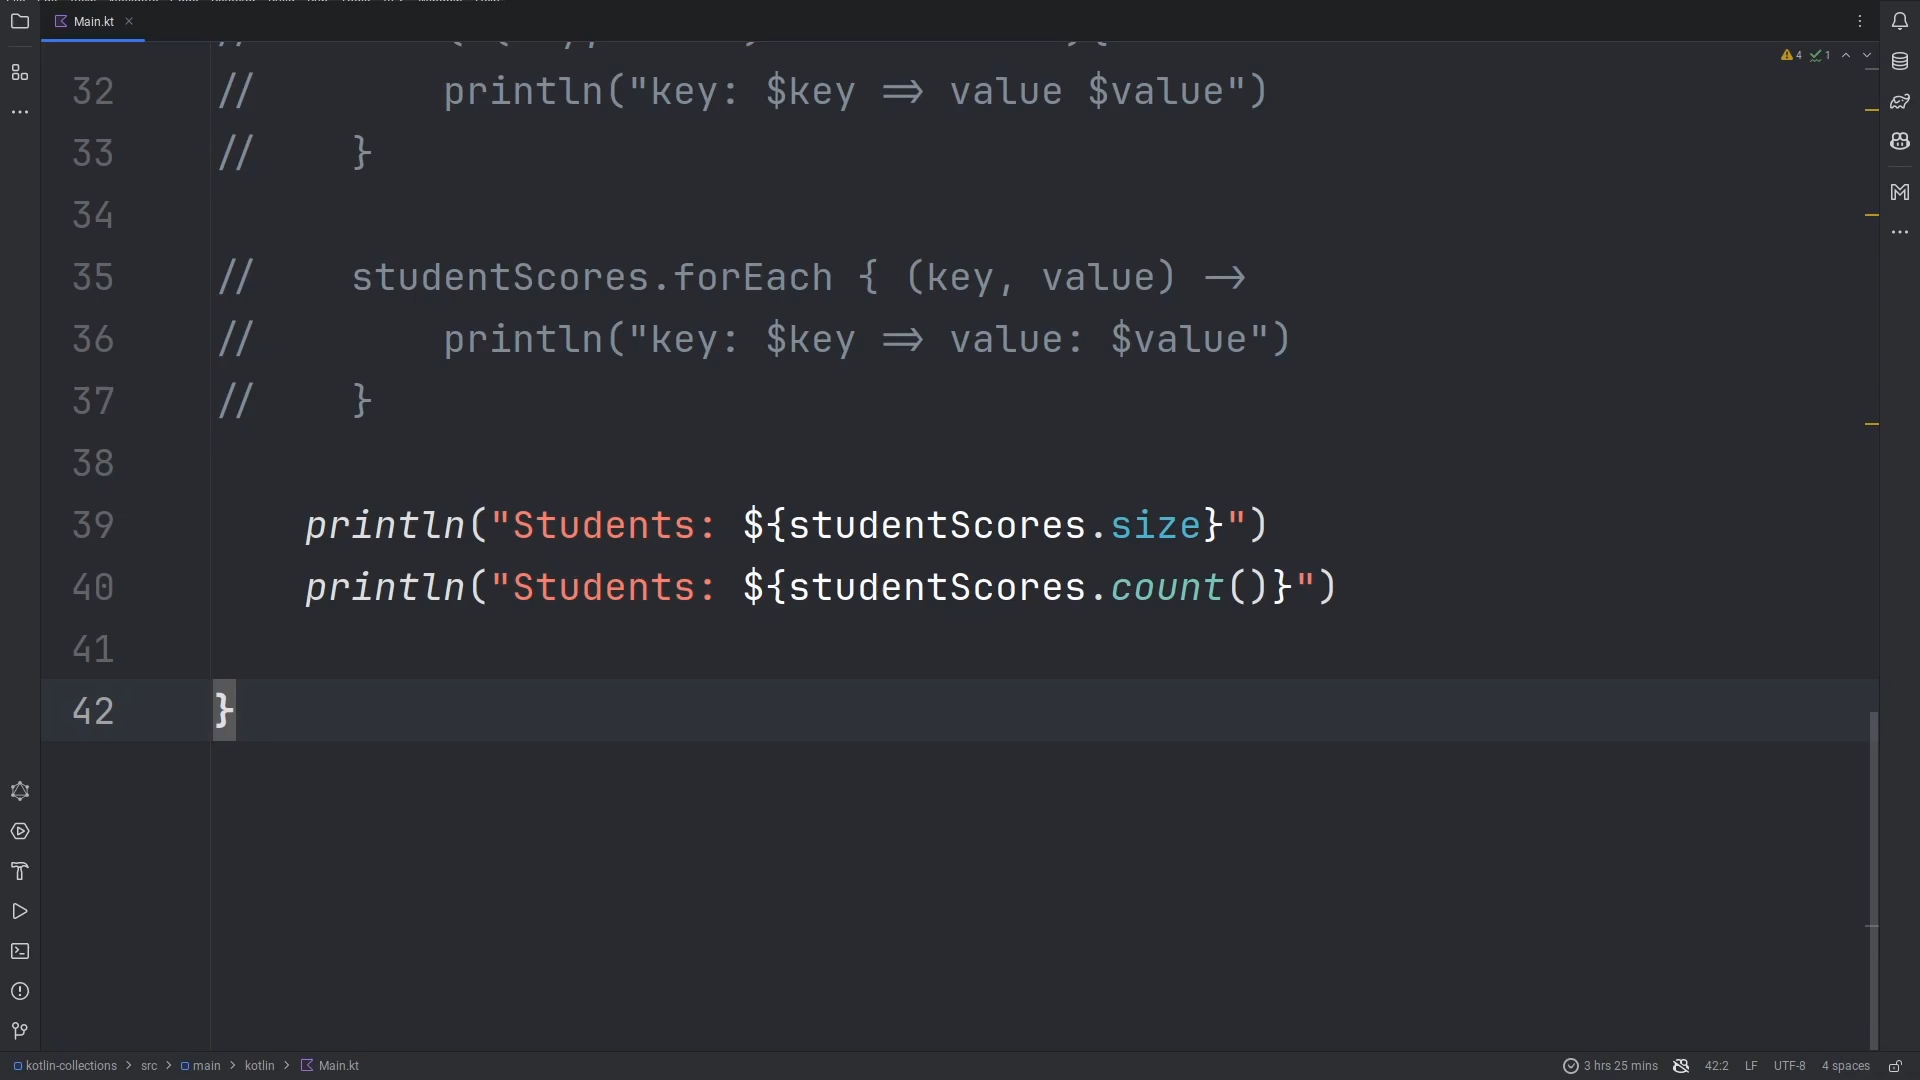 Main.kt
4 1
32 // println("key: $key => value $value")
33 // }
34
35 // studentScores.forEach { (key, value) ->
36 // println("key: $key => value: $value")
37 // }
38
39 println("Students: ${studentScores.size}")
40 println("Students: ${studentScores.count()}")
41
42 }
kotlin-collections > src > main > kotlin > Main.kt
3 hrs 25 mins 42:2 LF UTF-8 4 spaces